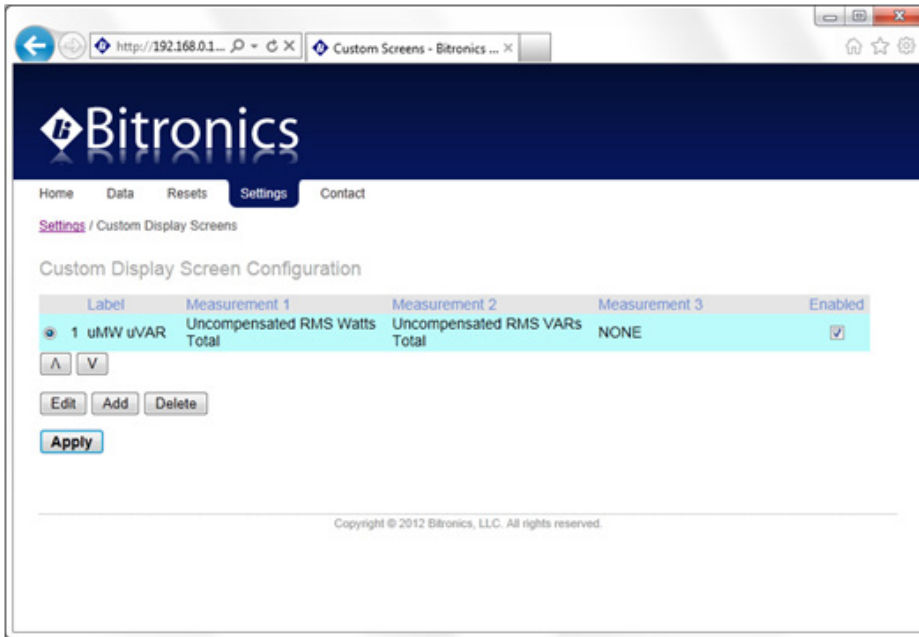 http://192.168.0.1...
Custom Screens - Bitronics ...
Bitronics
Home Data Resets Settings Contact
Settings / Custom Display Screens
Custom Display Screen Configuration
Label Measurement 1 Measurement 2 Measurement 3 Enabled
1 uMW uVAR Uncompensated RMS Watts Total Uncompensated RMS VARs Total NONE
Λ V
Edit Add Delete
Apply
Copyright © 2012 Bitronics, LLC. All rights reserved.